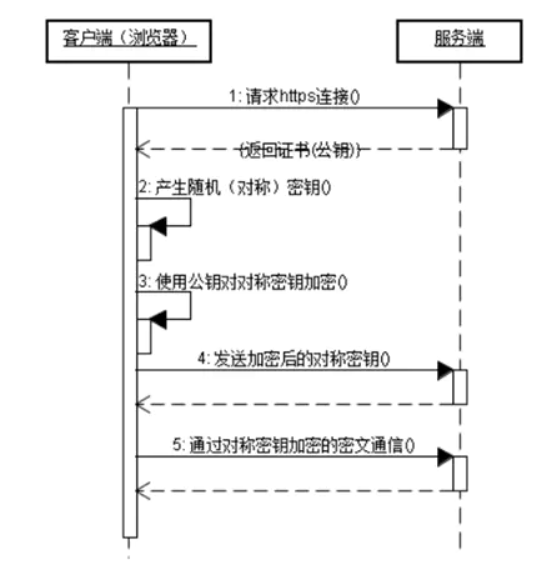 客户端（浏览器）
服务端
1: 请求https连接()
(返回证书(公钥))
2: 产生随机（对称）密钥()
3: 使用公钥对对称密钥加密()
4: 发送加密后的对称密钥()
5: 通过对称密钥加密的密文通信()